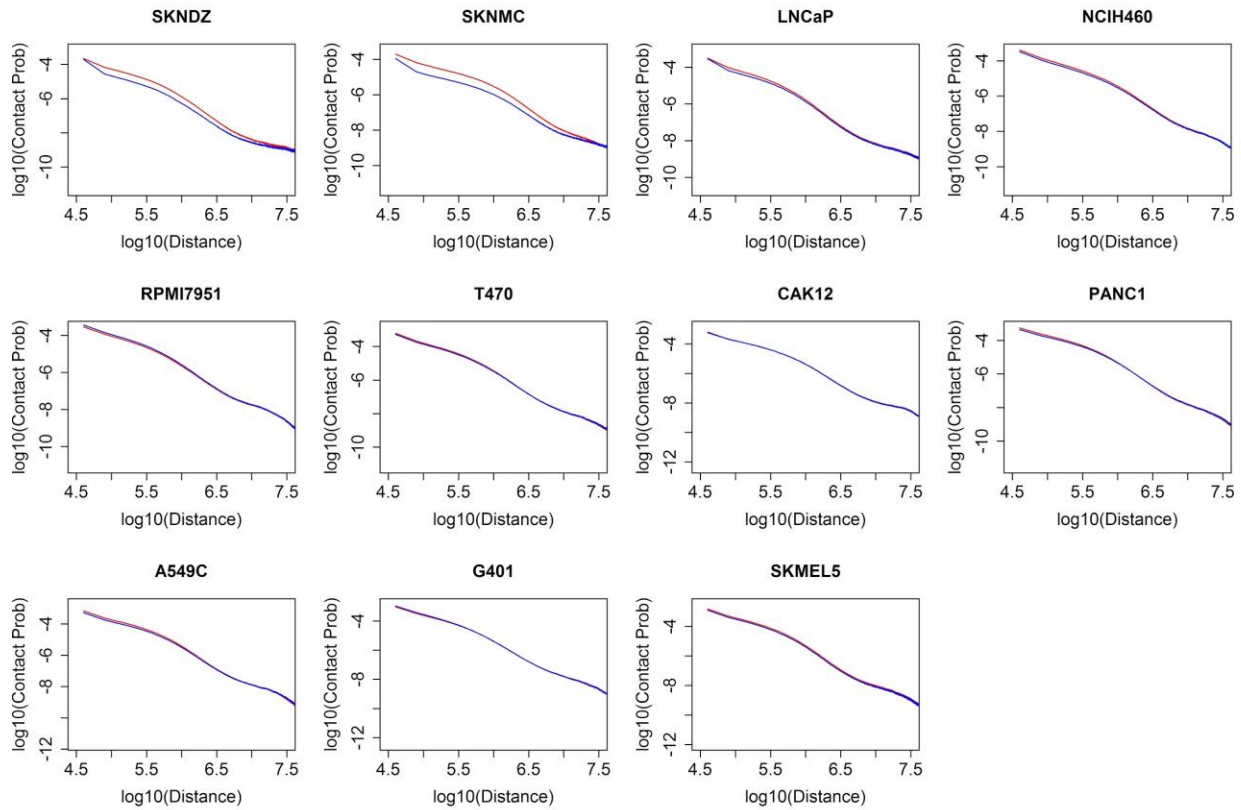 SKNDZ SKNMC LNCaP NCIH460
log10(Contact Prob) log10(Contact Prob) log10(Contact Prob) log10(Contact Prob)
-4 -4 -4 -4
-6 -6 -6 -6
-8 -8 -8 -8
-10 -10 -10 -10
4.5 5.5 6.5 7.5 4.5 5.5 6.5 7.5 4.5 5.5 6.5 7.5 4.5 5.5 6.5 7.5
log10(Distance) log10(Distance) log10(Distance) log10(Distance)
RPMI7951 T470 CAK12 PANC1
log10(Contact Prob) log10(Contact Prob) log10(Contact Prob) log10(Contact Prob)
-4 -4 -4 -4
-6 -6 -6 -6
-8 -8 -8 -8
-10 -10 -10 -10
-12
4.5 5.5 6.5 7.5 4.5 5.5 6.5 7.5 4.5 5.5 6.5 7.5 4.5 5.5 6.5 7.5
log10(Distance) log10(Distance) log10(Distance) log10(Distance)
A549C G401 SKMEL5
log10(Contact Prob) log10(Contact Prob) log10(Contact Prob)
-4 -4 -4
-6
-8 -8 -8
-12 -12 -12
4.5 5.5 6.5 7.5 4.5 5.5 6.5 7.5 4.5 5.5 6.5 7.5
log10(Distance) log10(Distance) log10(Distance)